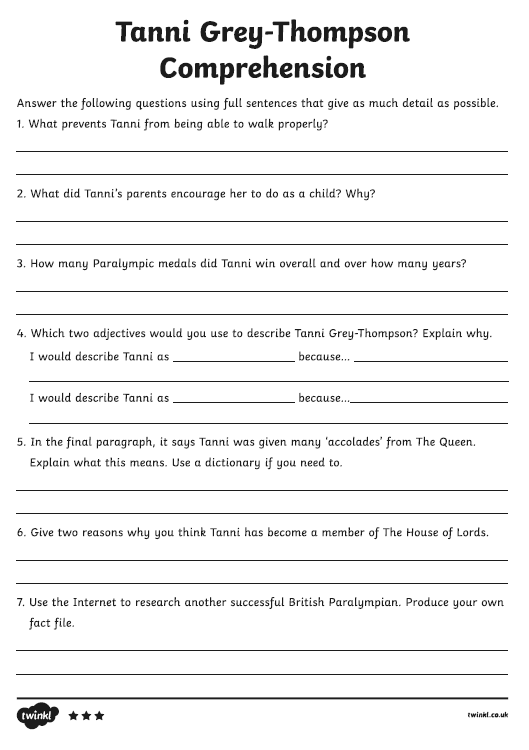 Tanni Grey-Thompson
Comprehension
Answer the following questions using full sentences that give as much detail as possible.
1. What prevents Tanni from being able to walk properly?
2. What did Tanni's parents encourage her to do as a child? Why?
3. How many Paralympic medals did Tanni win overall and over how many years?
4. Which two adjectives would you use to describe Tanni Grey-Thompson? Explain why.
I would describe Tanni as ____________ because... ____________
I would describe Tanni as ____________ because...____________
5. In the final paragraph, it says Tanni was given many 'accolades' from The Queen.
Explain what this means. Use a dictionary if you need to.
6. Give two reasons why you think Tanni has become a member of The House of Lords.
7. Use the Internet to research another successful British Paralympian. Produce your own
fact file.
twinkl
twinkl.co.uk